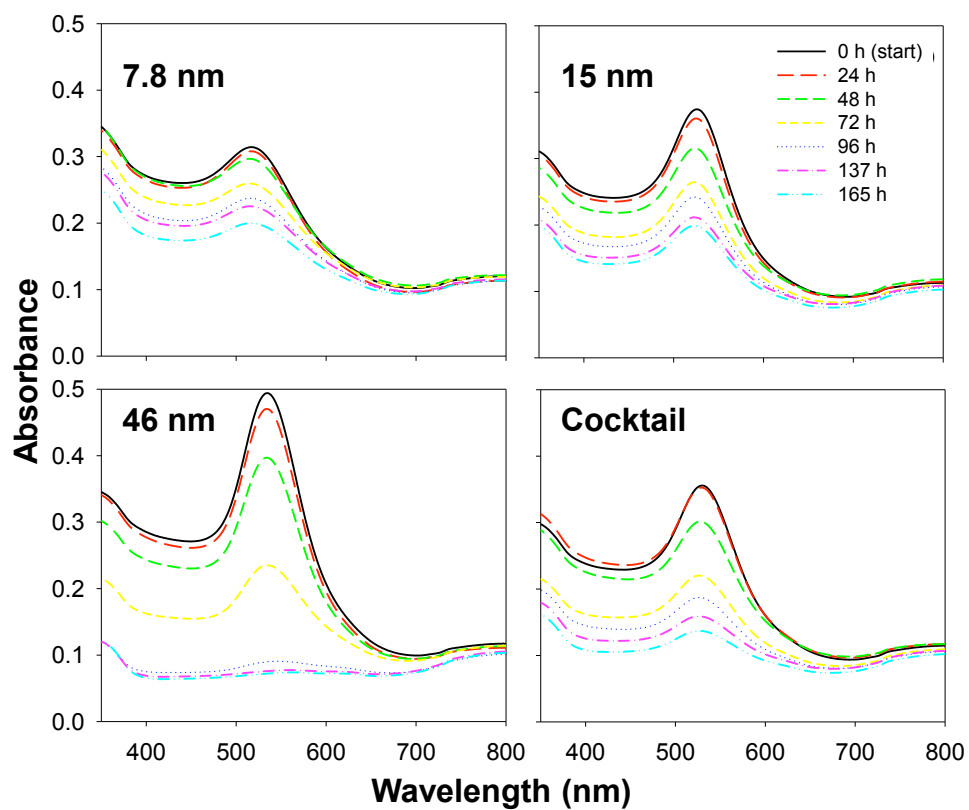 0.5
7.8 nm
0.4
0.3
0.2
0.1
0.0
15 nm
0 h (start) )
24 h
48 h
72 h
96 h
137 h
165 h
0.5
46 nm
0.4
0.3
0.2
0.1
0.0
Cocktail
400 500 600 700 800
400 500 600 700 800
Absorbance
Wavelength (nm)